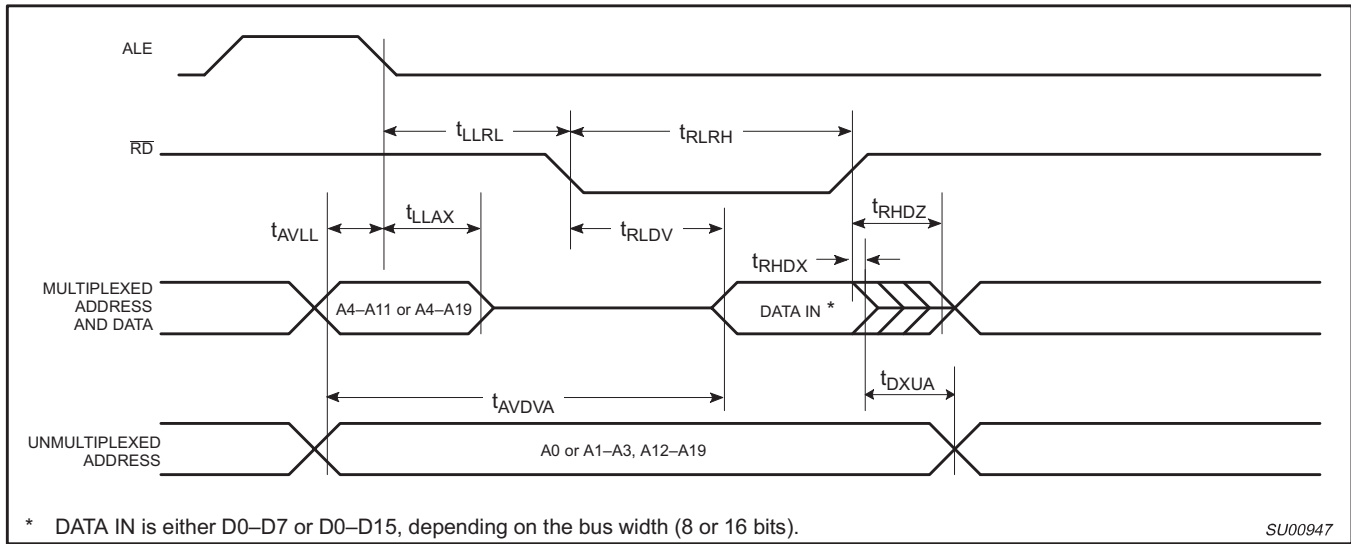 ALE
tLLRL
tRLRH
RD
tRHDZ
tAVLL
tLLAX
tRLDV
tRHDX
MULTIPLEXED
ADDRESS
AND DATA
A4–A11 or A4–A19
DATA IN *
tDXUA
tAVDVA
UNMULTIPLEXED
ADDRESS
A0 or A1–A3, A12–A19
* DATA IN is either D0–D7 or D0–D15, depending on the bus width (8 or 16 bits).
SU00947